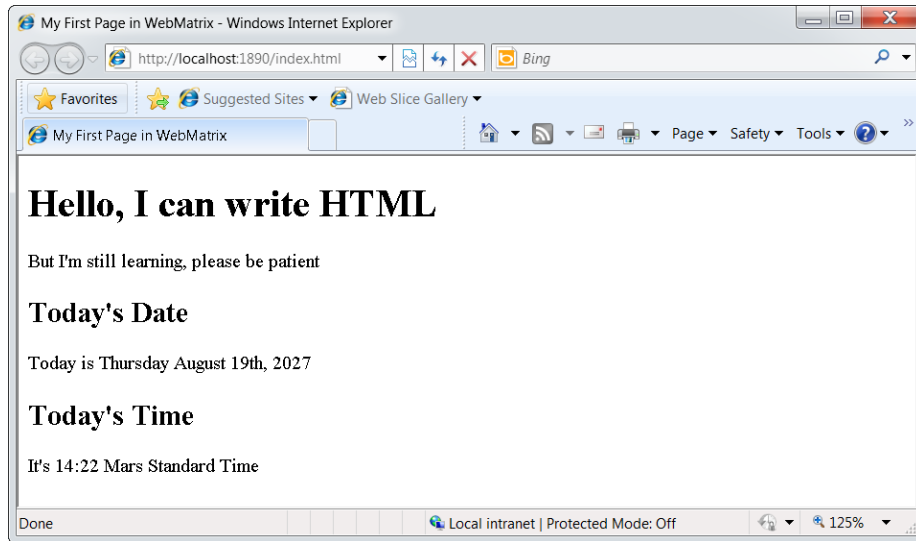 My First Page in WebMatrix - Windows Internet Explorer
http://localhost:1890/index.html
Bing
Favorites Suggested Sites Web Slice Gallery
My First Page in WebMatrix Page Safety Tools
Hello, I can write HTML
But I'm still learning, please be patient
Today's Date
Today is Thursday August 19th, 2027
Today's Time
It's 14:22 Mars Standard Time
Done Local intranet | Protected Mode: Off 125%